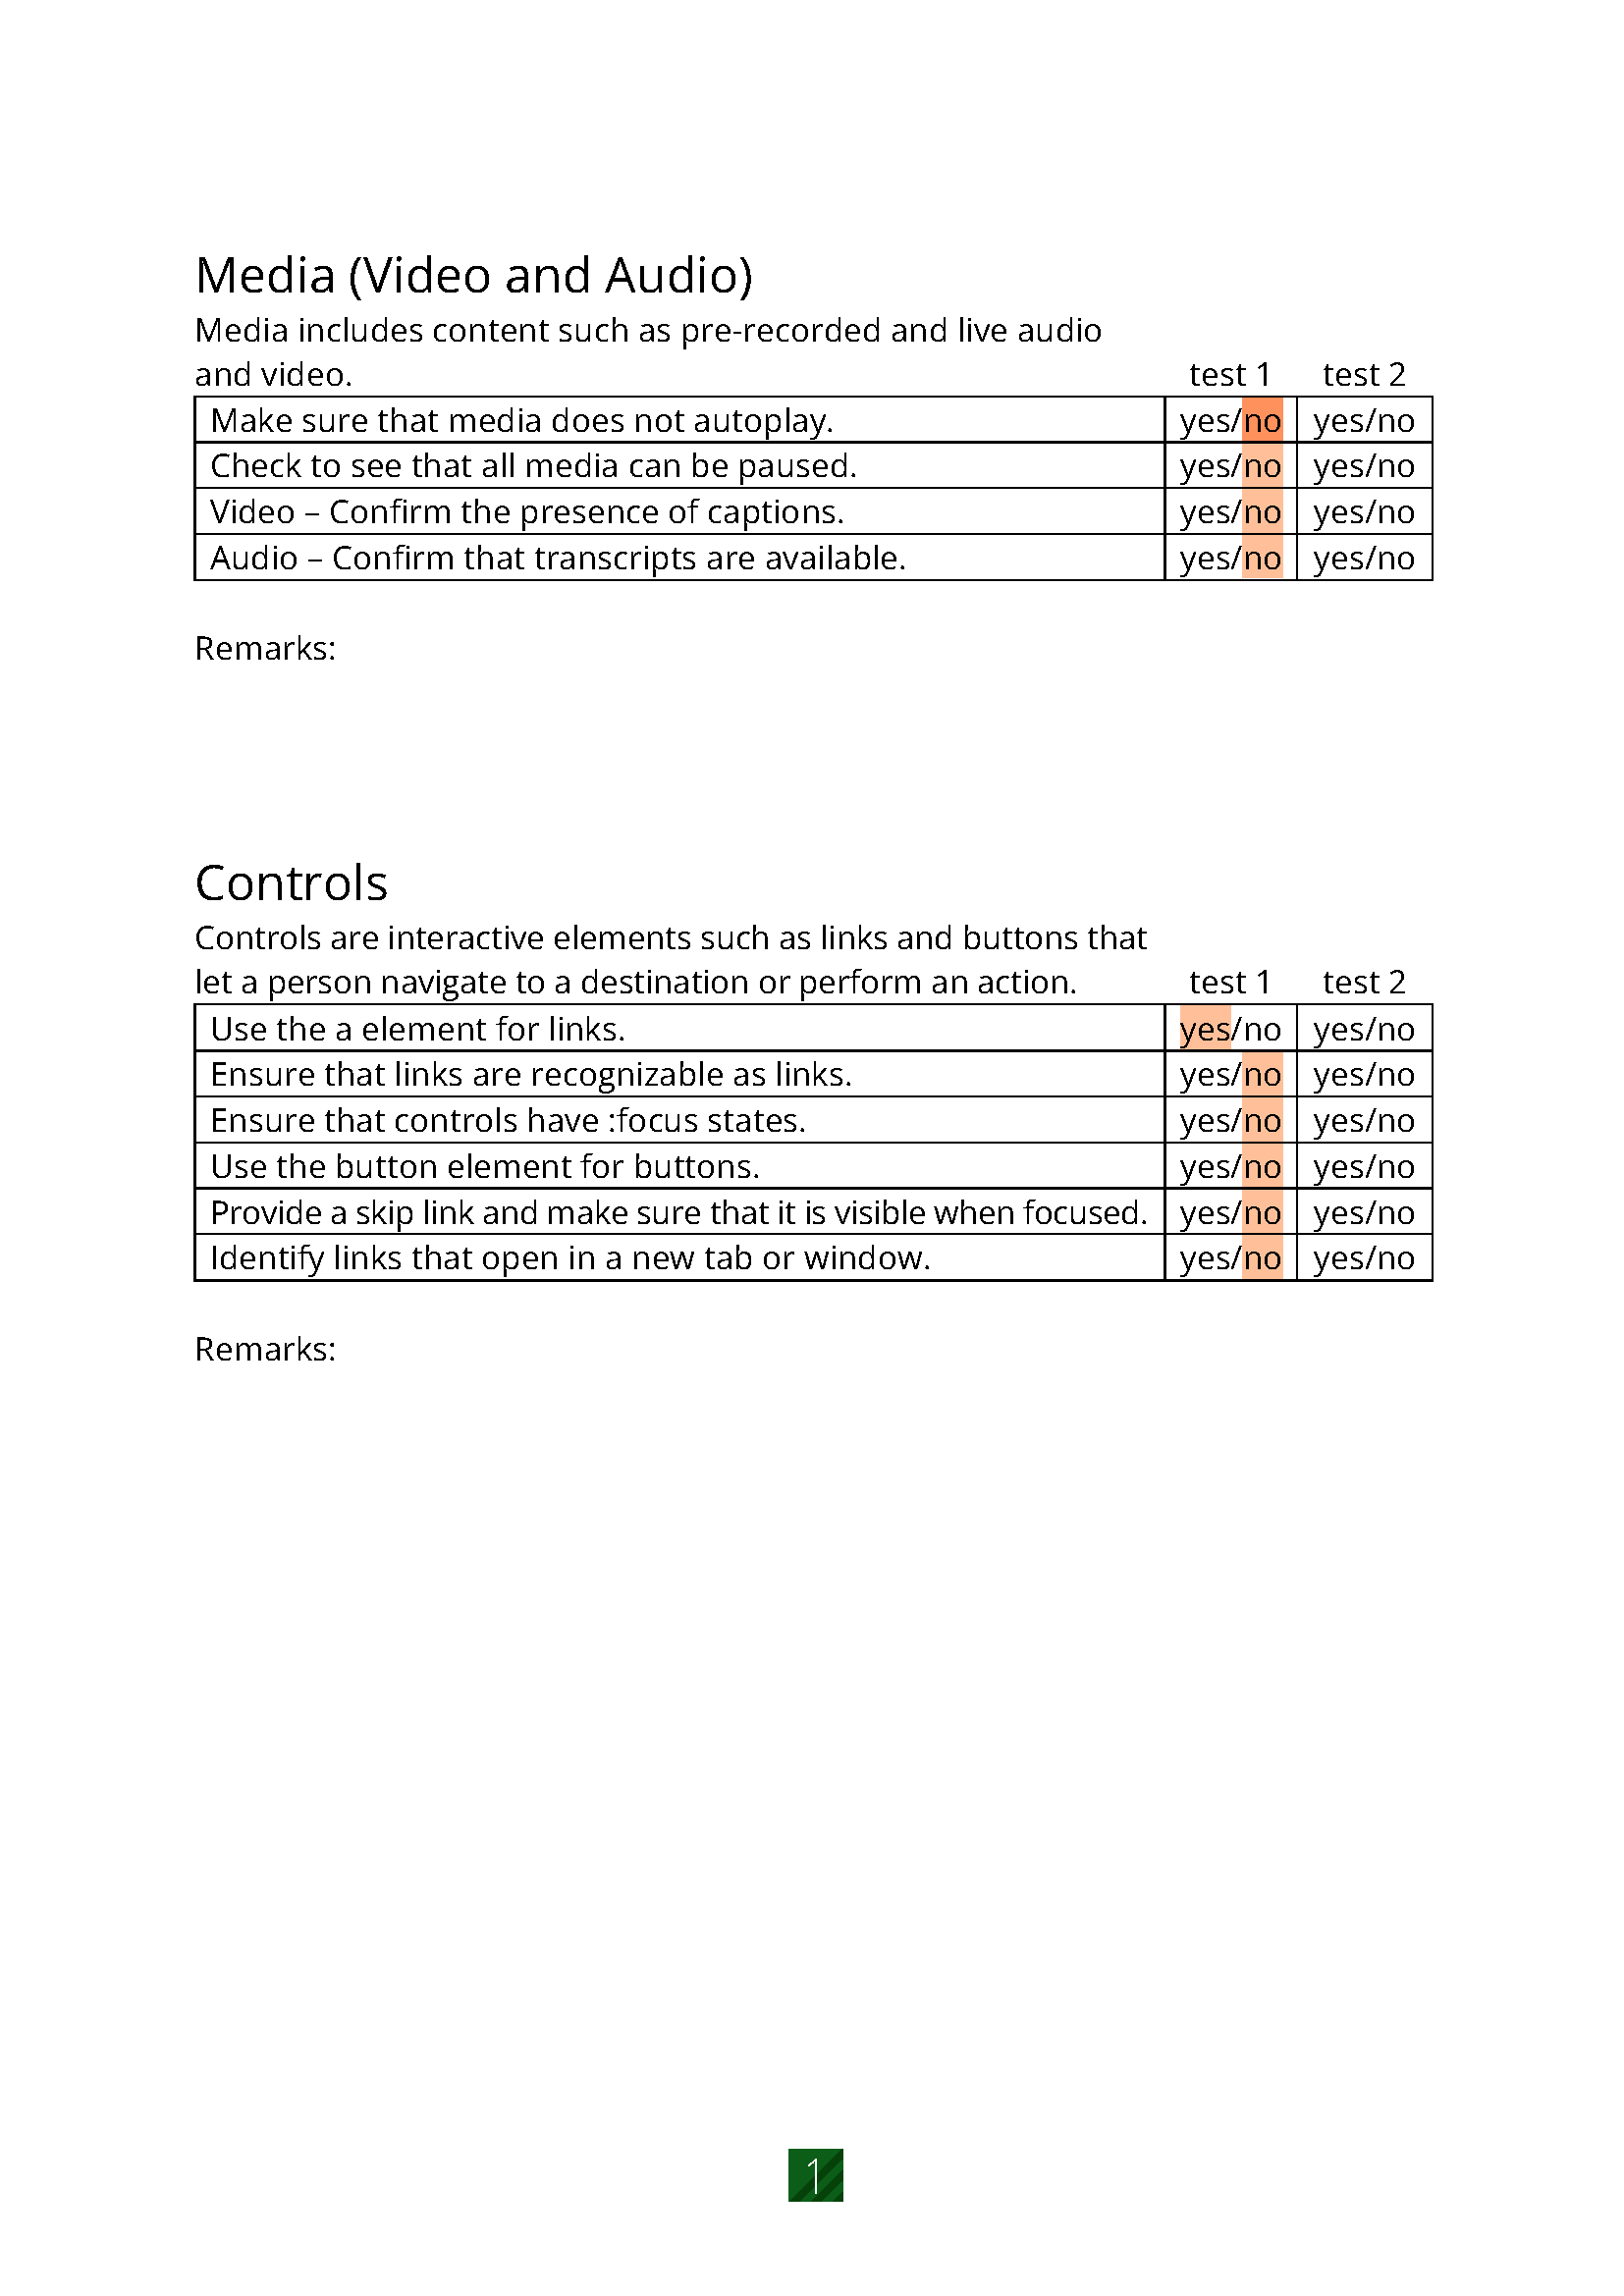 Media (Video and Audio)
Media includes content such as pre-recorded and live audio
and video. test 1 test 2
Make sure that media does not autoplay. yes/no yes/no
Check to see that all media can be paused. yes/no yes/no
Video – Confirm the presence of captions. yes/no yes/no
Audio – Confirm that transcripts are available. yes/no yes/no
Remarks:
Controls
Controls are interactive elements such as links and buttons that
let a person navigate to a destination or perform an action. test 1 test 2
Use the a element for links. yes/no yes/no
Ensure that links are recognizable as links. yes/no yes/no
Ensure that controls have :focus states. yes/no yes/no
Use the button element for buttons. yes/no yes/no
Provide a skip link and make sure that it is visible when focused. yes/no yes/no
Identify links that open in a new tab or window. yes/no yes/no
Remarks:
1